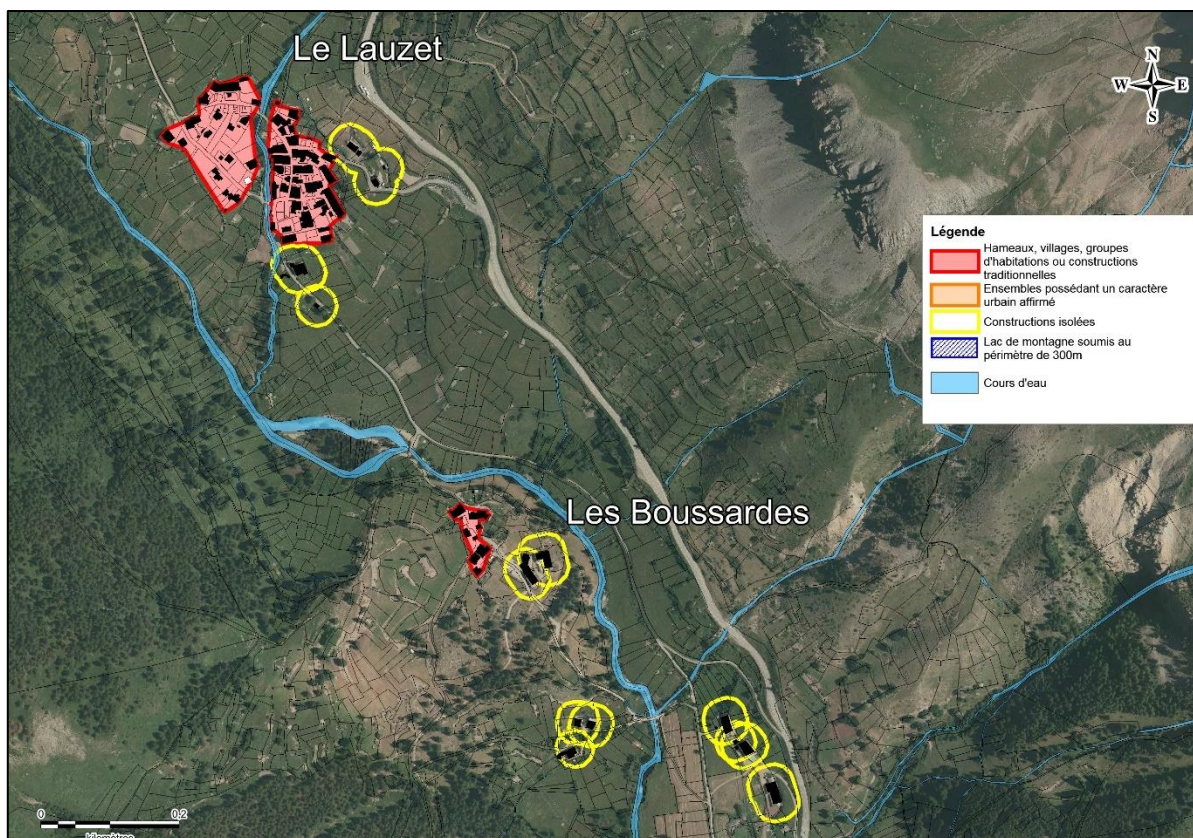 Le Lauzet
N
W E
S
Légende
Hameaux, villages, groupes
d'habitations ou constructions
traditionnelles
Ensembles possédant un caractère
urbain affirmé
Constructions isolées
Lac de montagne soumis au
périmètre de 300m
Cours d'eau
Les Boussardes
0 0,2
kilomètres